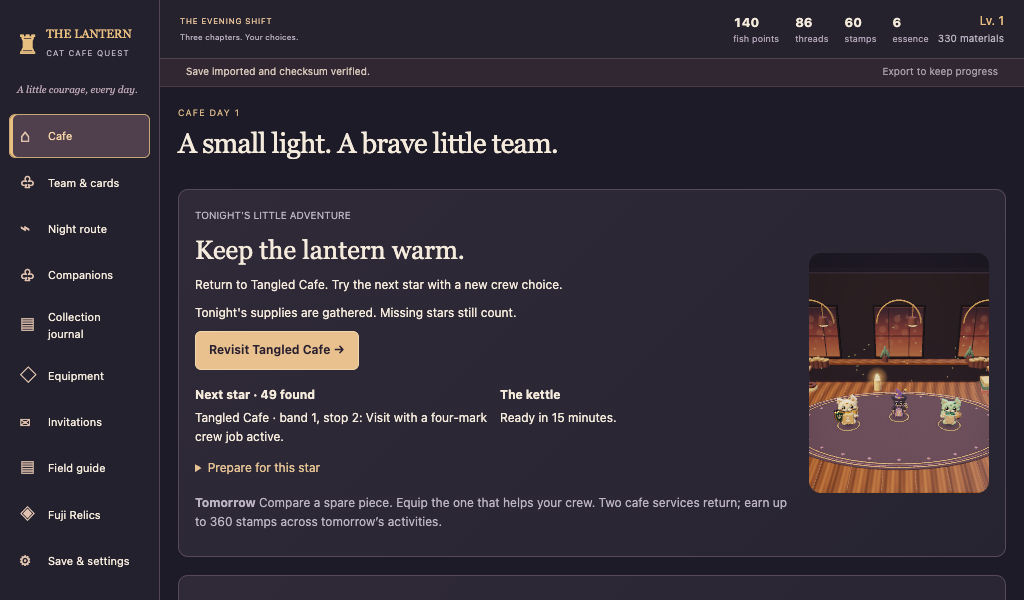 THE LANTERN
CAT CAFE QUEST
A little courage, every day.
Cafe
Team & cards
Night route
Companions
Collection
journal
Equipment
Invitations
Field guide
Fuji Relics
Save & settings
THE EVENING SHIFT
Three chapters. Your choices.
140
fish points
86
threads
60
stamps
6
essence
Lv. 1
330 materials
Save imported and checksum verified.
Export to keep progress
CAFE DAY 1
A small light. A brave little team.
TONIGHT'S LITTLE ADVENTURE
Keep the lantern warm.
Return to Tangled Cafe. Try the next star with a new crew choice.
Tonight's supplies are gathered. Missing stars still count.
Revisit Tangled Cafe →
Next star · 49 found
Tangled Cafe · band 1, stop 2: Visit with a four-mark
crew job active.
The kettle
Ready in 15 minutes.
Prepare for this star
Tomorrow Compare a spare piece. Equip the one that helps your crew. Two cafe services return; earn up
to 360 stamps across tomorrow's activities.